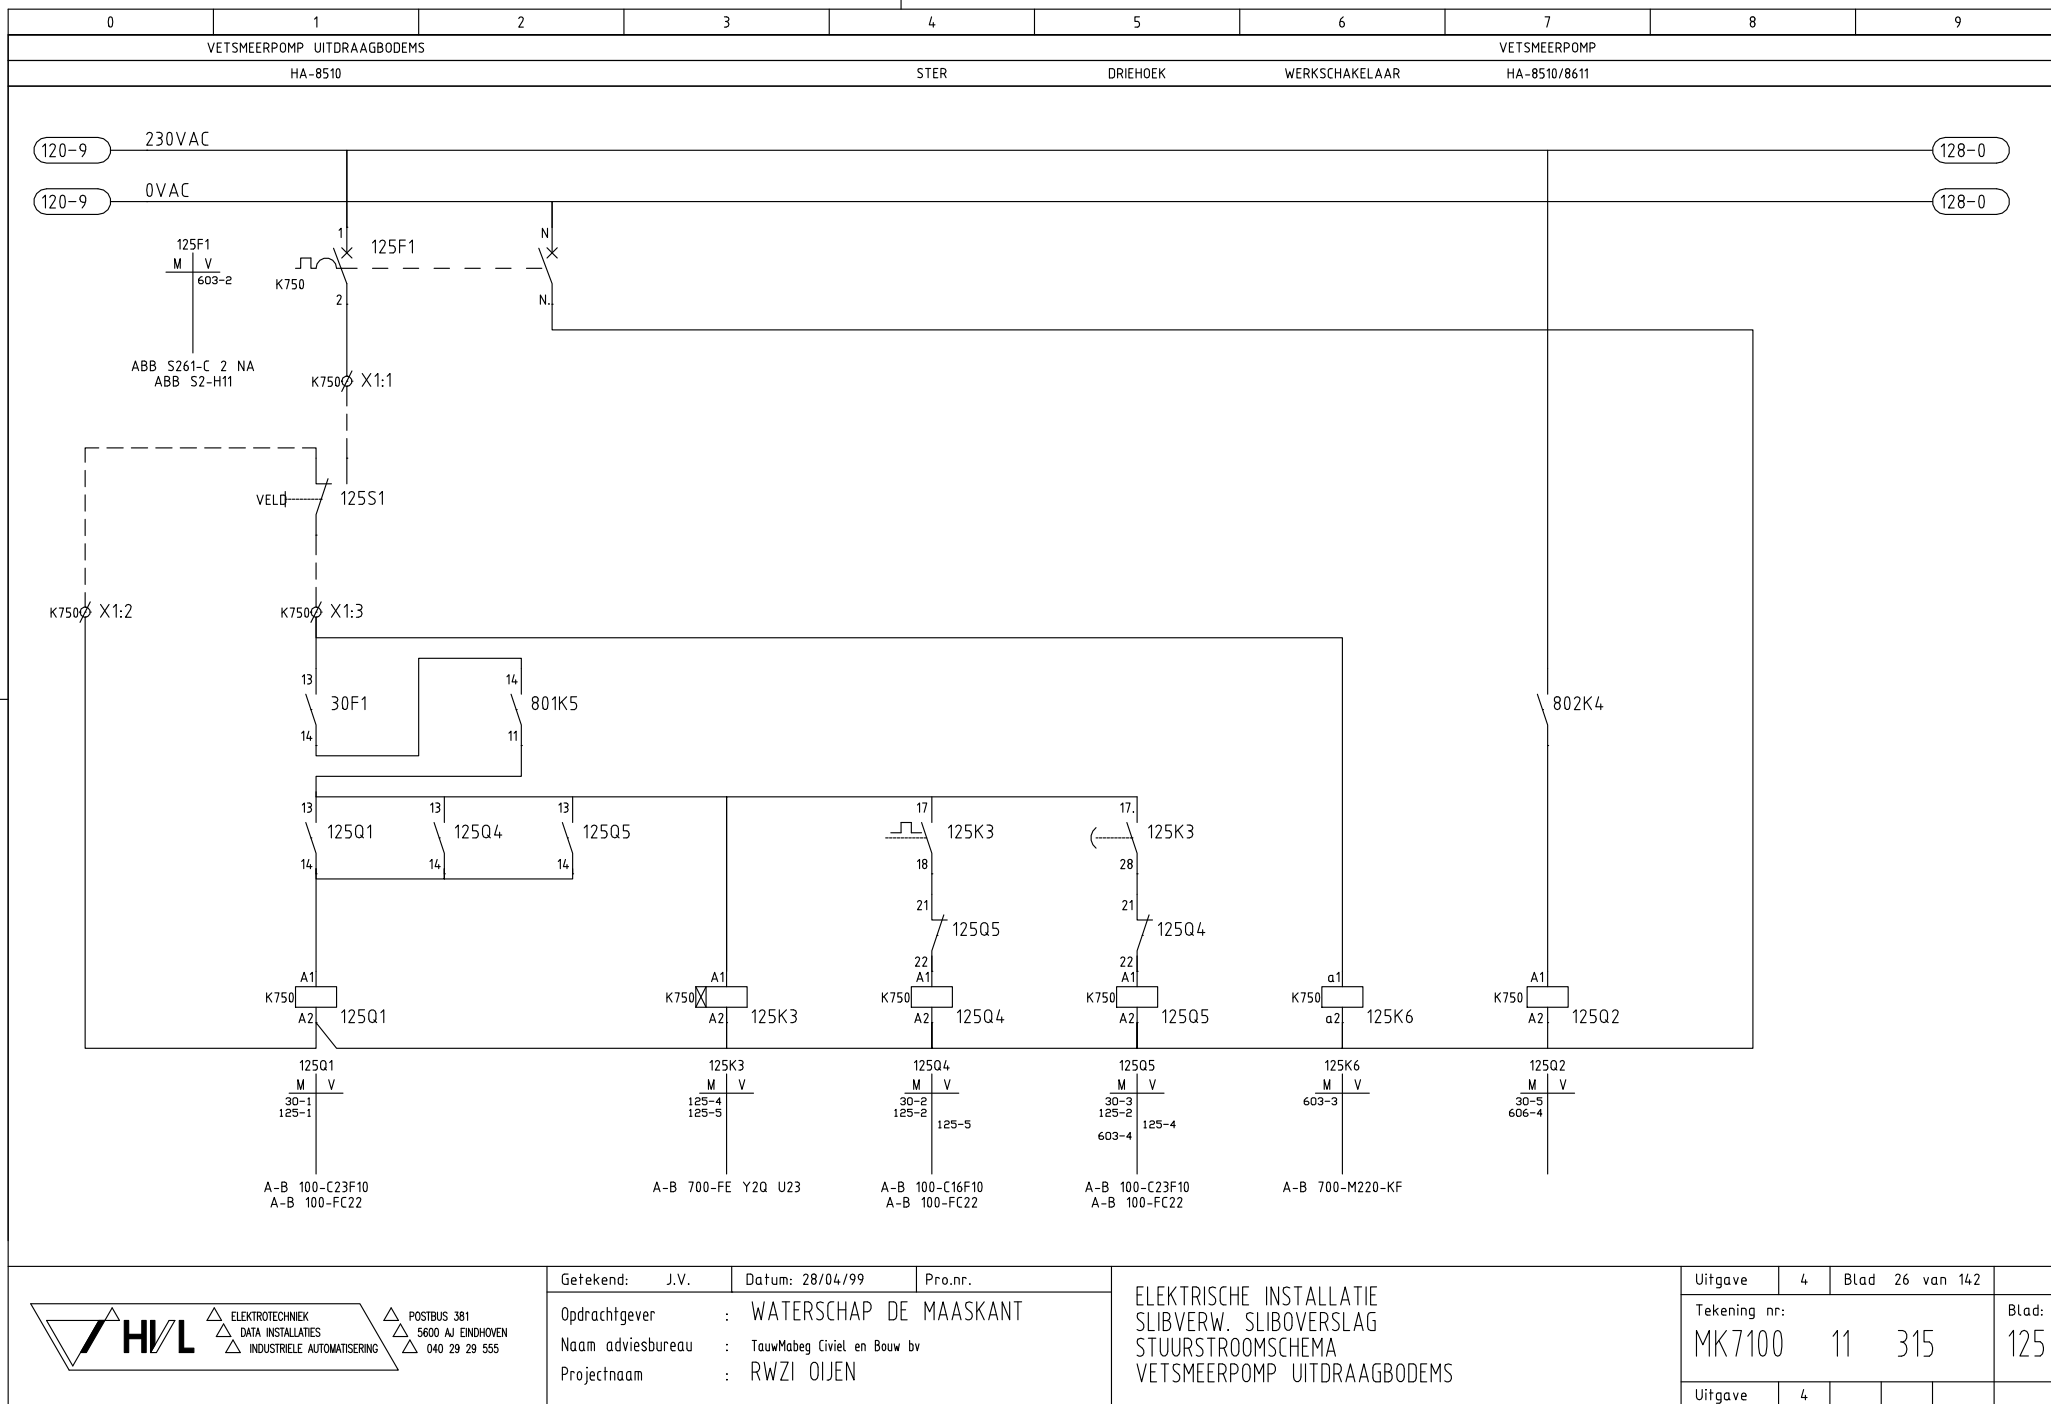 0 1 2 3 4 5 6 7 8 9
VETSMEERPOMP UITDRAAGBODEMS VETSMEERPOMP
HA-8510 STER DRIEHOEK WERKSCHAKELAAR HA-8510/8611
120-9 230VAC 128-0
120-9 0VAC 128-0
125F1
M V
603-2
ABB S261-C 2 NA
ABB S2-H11
1 125F1 N
K750
2 N.
K750 X1:1
VELD 125S1
K750 X1:2 K750 X1:3
13 14
30F1 801K5 802K4
14 11
13 13 13 17 17.
125Q1 125Q4 125Q5 125K3 125K3
14 14 14 18 28
21 21
125Q5 125Q4
22 22
A1 A1 A1 A1 a1 A1
K750 K750 K750 K750 K750 K750
A2 125Q1 A2 125K3 A2 125Q4 A2 125Q5 a2 125K6 A2 125Q2
125Q1 125K3 125Q4 125Q5 125K6 125Q2
M V M V M V M V M V M V
30-1 125-4 30-2 30-3 603-3 30-5
125-1 125-5 125-2 125-2 606-4
125-5 125-4
603-4
A-B 100-C23F10 A-B 700-FE Y2Q U23 A-B 100-C16F10 A-B 100-C23F10 A-B 700-M220-KF
A-B 100-FC22 A-B 100-FC22 A-B 100-FC22
HVL
ELEKTROTECHNIEK
DATA INSTALLATIES
INDUSTRIELE AUTOMATISERING
POSTBUS 381
5600 AJ EINDHOVEN
040 29 29 555
Getekend: J.V. Datum: 28/04/99 Pro.nr.
Opdrachtgever : WATERSCHAP DE MAASKANT
Naam adviesbureau : TauwMabeg Civiel en Bouw bv
Projectnaam : RWZI OIJEN
ELEKTRISCHE INSTALLATIE
SLIBVERW. SLIBOVERSLAG
STUURSTROOMSCHEMA
VETSMEERPOMP UITDRAAGBODEMS
Uitgave 4 Blad 26 van 142
Tekening nr: Blad:
MK7100 11 315 125
Uitgave 4